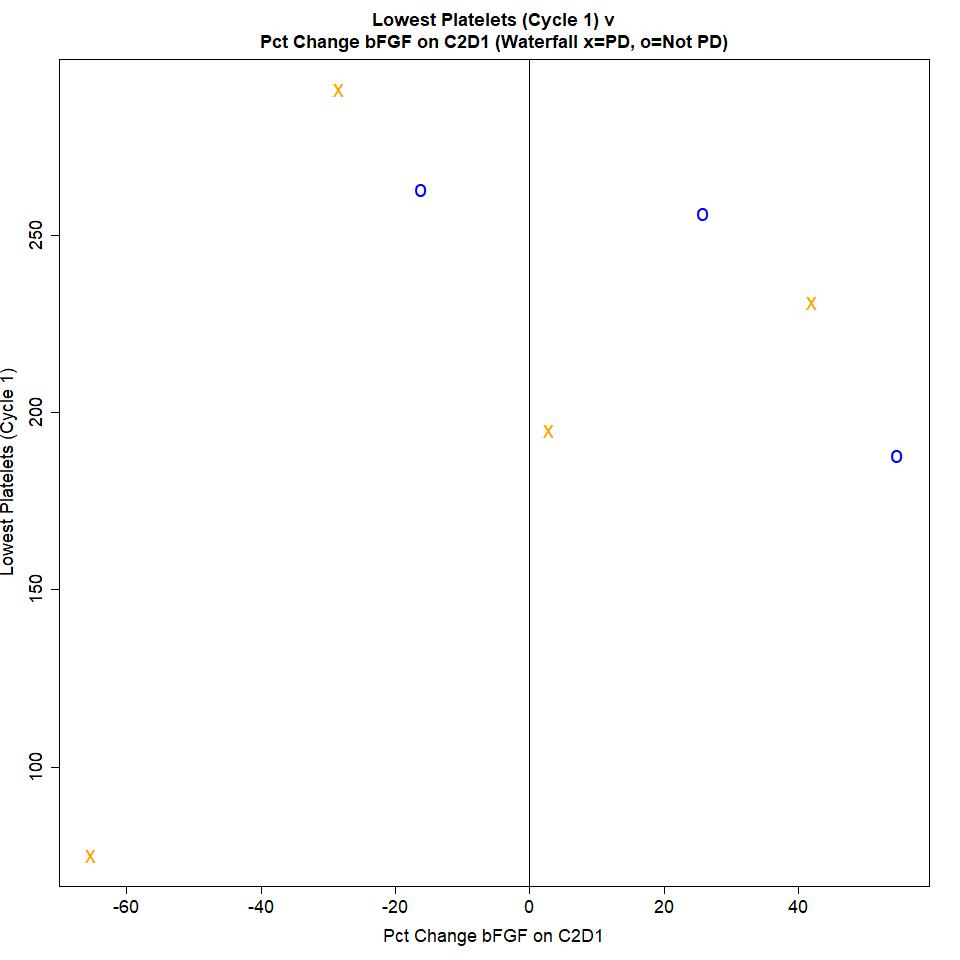 Lowest Platelets (Cycle 1) v
Pct Change bFGF on C2D1 (Waterfall x=PD, o=Not PD)
X
O
O
250
X
Lowest Platelets (Cycle 1)
200
X
O
150
100
X
-60 -40 -20 0 20 40
Pct Change bFGF on C2D1